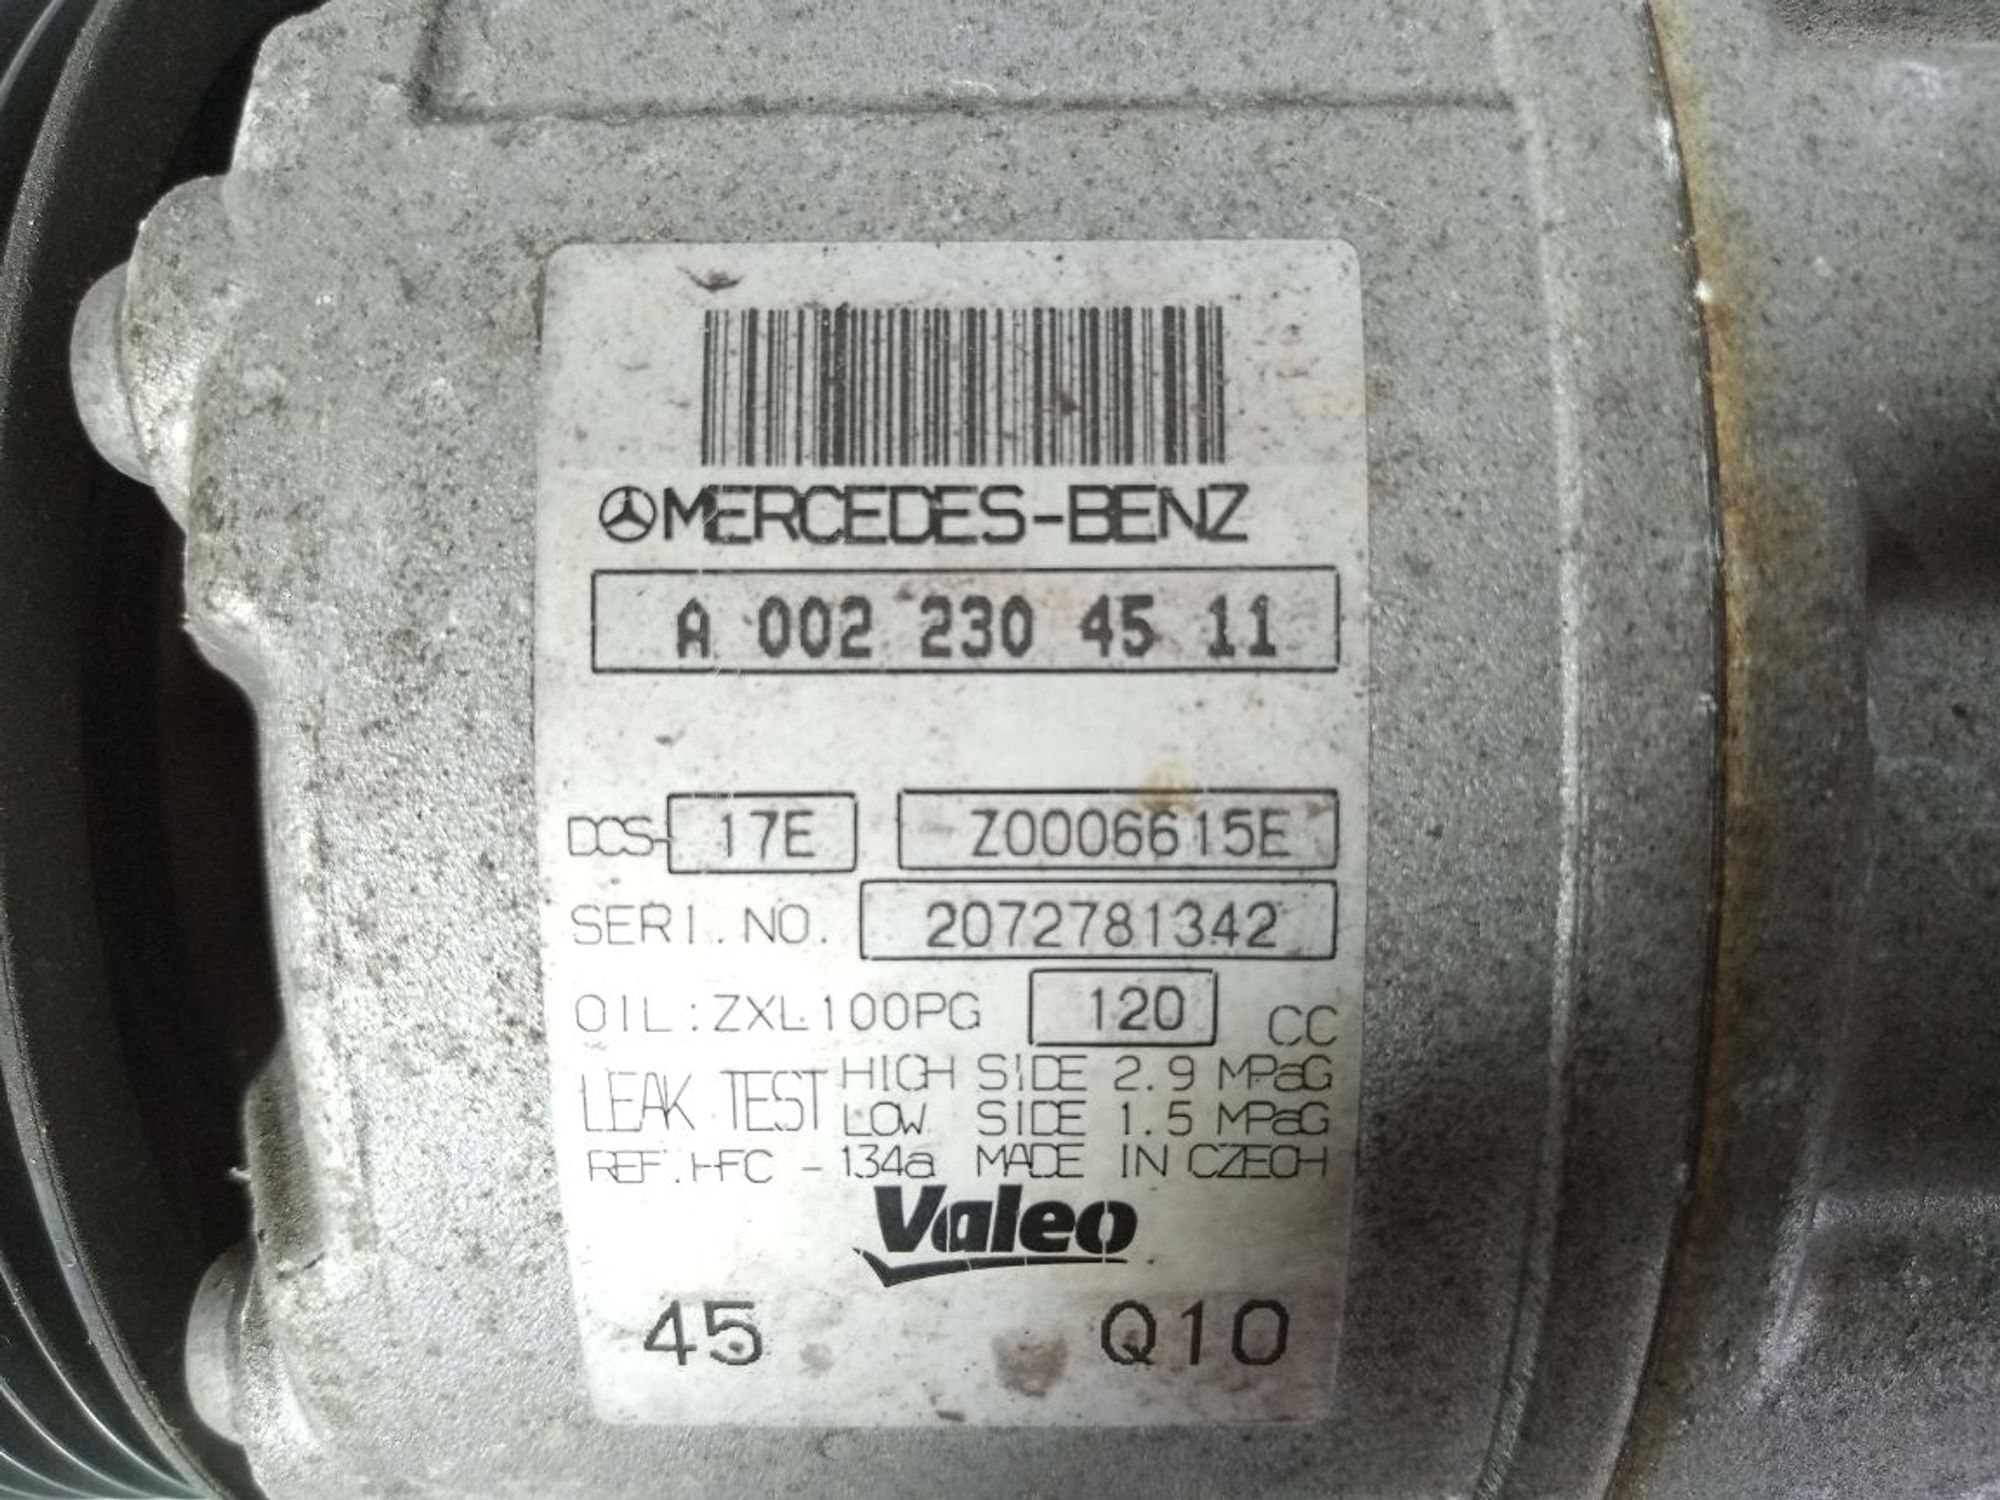 MERCEDES-BENZ
A 002 230 45 11
DCS- 17E Z0006615E
SERI.NO. 2072781342
OIL:ZXL100PG 120 CC
LEAK TEST HIGH SIDE 2.9 MPaG
LOW SIDE 1.5 MPaG
REF.HFC-134a MADE IN CZECH
Valeo
45 Q10